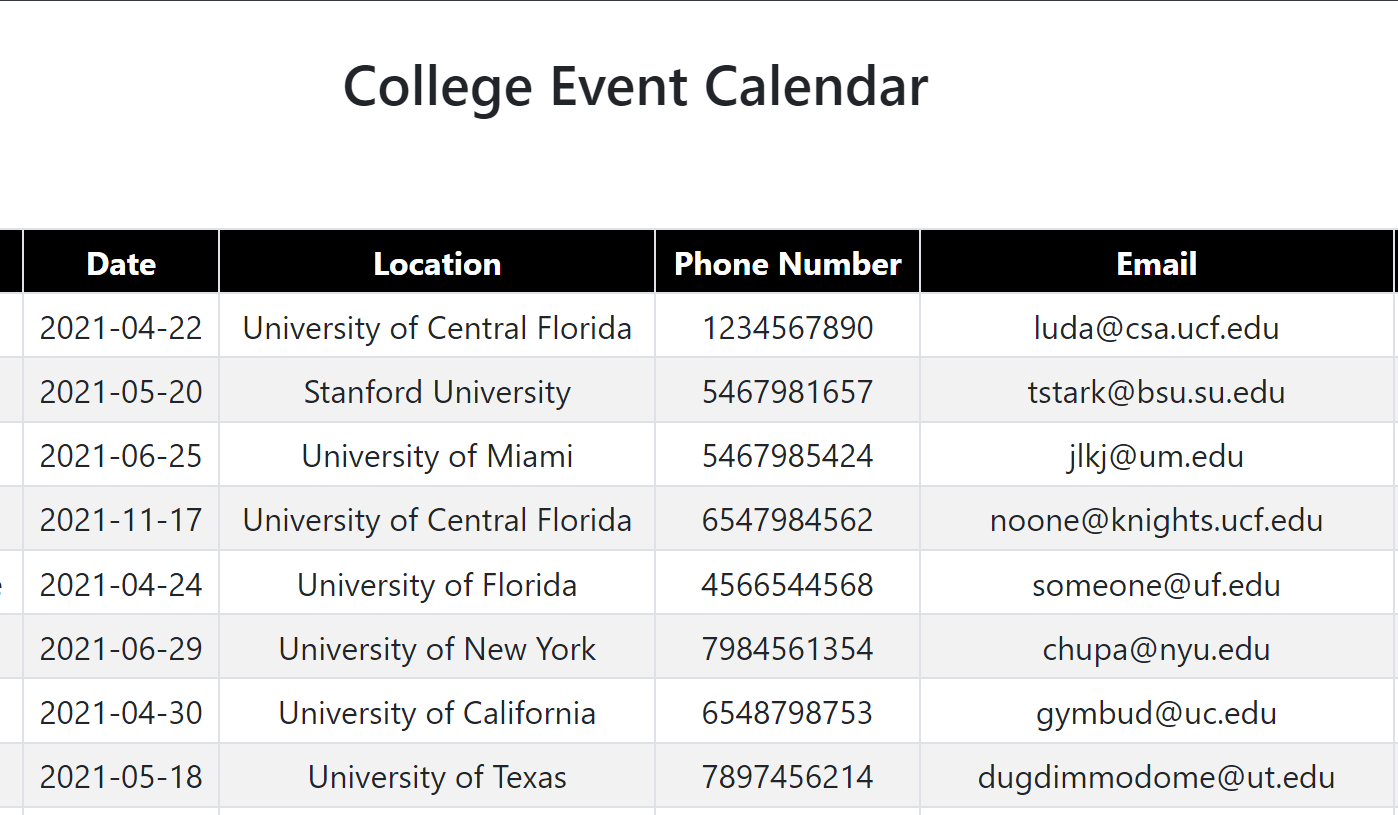 College Event Calendar
Date Location Phone Number Email
2021-04-22 University of Central Florida 1234567890 luda@csa.ucf.edu
2021-05-20 Stanford University 5467981657 tstark@bsu.su.edu
2021-06-25 University of Miami 5467985424 jlkj@um.edu
2021-11-17 University of Central Florida 6547984562 noone@knights.ucf.edu
2021-04-24 University of Florida 4566544568 someone@uf.edu
2021-06-29 University of New York 7984561354 chupa@nyu.edu
2021-04-30 University of California 6548798753 gymbud@uc.edu
2021-05-18 University of Texas 7897456214 dugdimmodome@ut.edu